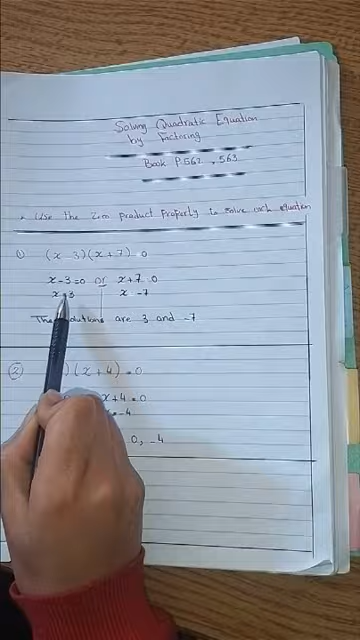 Solving Quadratic Equation
by Factoring
Book P.562, 563
* Use the Zero product property to solve each equation
① (x 3)(x+7) 0
x-3=0 or x+7 0
x=3 x -7
The solutions are 3 and -7
② ) (x+4)=0
x+4=0
=-4
0, -4